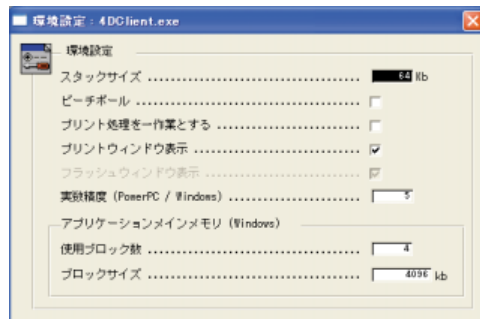 環境設定：4DClient.exe
環境設定
スタックサイズ ...................................... 64 Kb
ビーチボール ......................................
プリント処理を一作業とする ......................................
プリントウィンドウ表示 ......................................
フラッシュウィンドウ表示 ......................................
実数精度（PowerPC / Windows） ...................................... 5
アプリケーションメインメモリ（Windows）
使用ブロック数 ...................................... 4
ブロックサイズ ...................................... 4096 kb